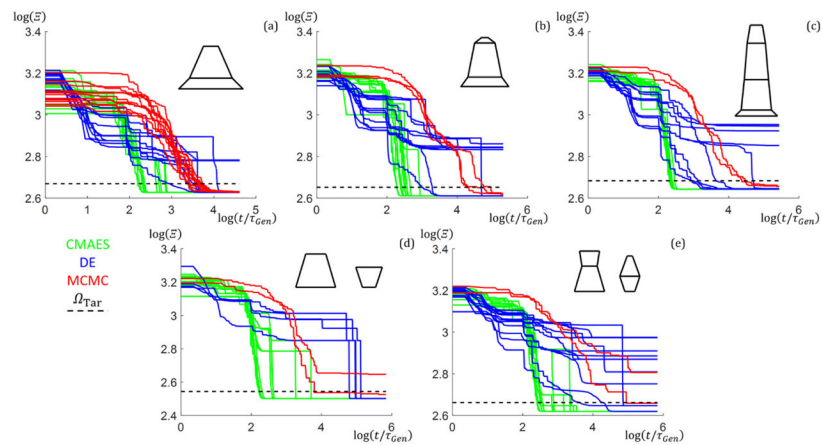 log(Ξ) (a)
3.4
3.2
3
2.8
2.6
0 1 2 3 4 5
log(t/τGen)
log(Ξ) (b)
3.4
3.2
3
2.8
2.6
0 2 4 6
log(t/τGen)
log(Ξ) (c)
3.4
3.2
3
2.8
2.6
0 2 4 6
log(t/τGen)
CMAES
DE
MCMC
ΩTar
log(Ξ) (d)
3.4
3.2
3
2.8
2.6
2.4
0 2 4 6
log(t/τGen)
log(Ξ) (e)
3.4
3.2
3
2.8
2.6
0 2 4 6
log(t/τGen)